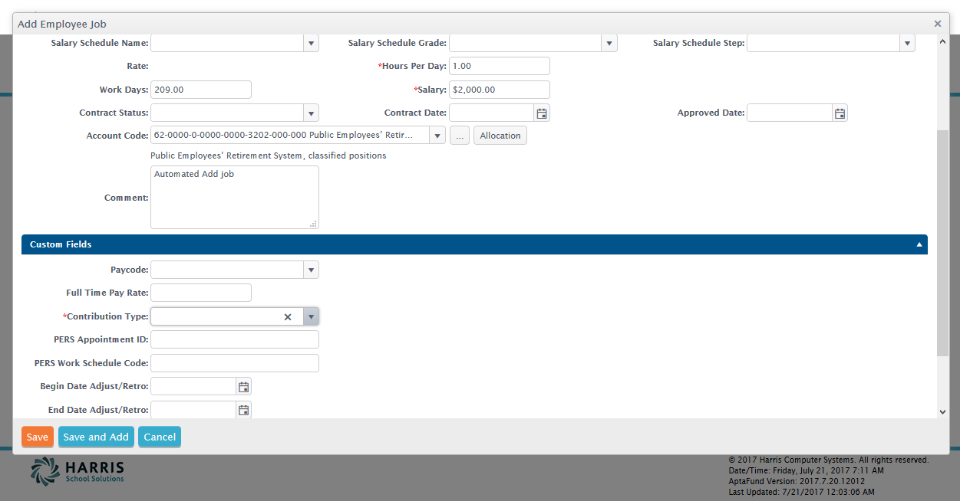 Add Employee Job
Salary Schedule Name: Salary Schedule Grade: Salary Schedule Step:
Rate: *Hours Per Day: 1.00
Work Days: 209.00 *Salary: $2,000.00
Contract Status: Contract Date: Approved Date:
Account Code: 62-0000-0-0000-0000-3202-000-000 Public Employees' Retir... ... Allocation
Public Employees' Retirement System, classified positions
Comment: Automated Add job
Custom Fields
Paycode:
Full Time Pay Rate:
*Contribution Type:
PERS Appointment ID:
PERS Work Schedule Code:
Begin Date Adjust/Retro:
End Date Adjust/Retro:
Save Save and Add Cancel
HARRIS
School Solutions
© 2017 Harris Computer Systems. All rights reserved.
Date/Time: Friday, July 21, 2017 7:11 AM
AptaFund Version: 2017.7.20.12012
Last Updated: 7/21/2017 12:03:06 AM